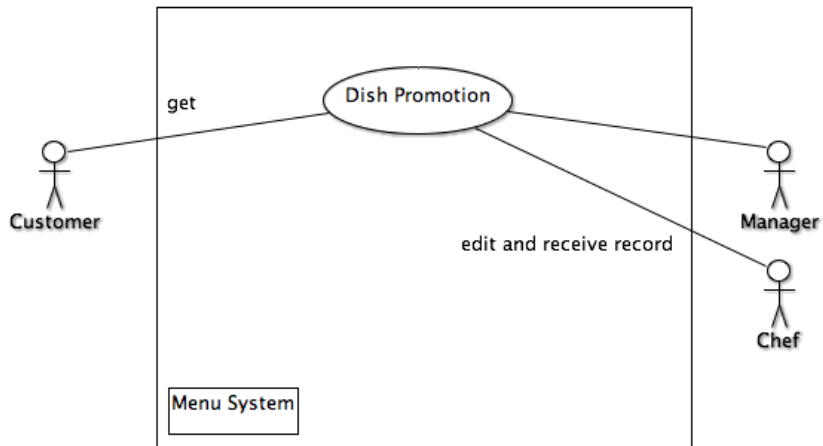 Dish Promotion
get
Customer
Manager
edit and receive record
Chef
Menu System